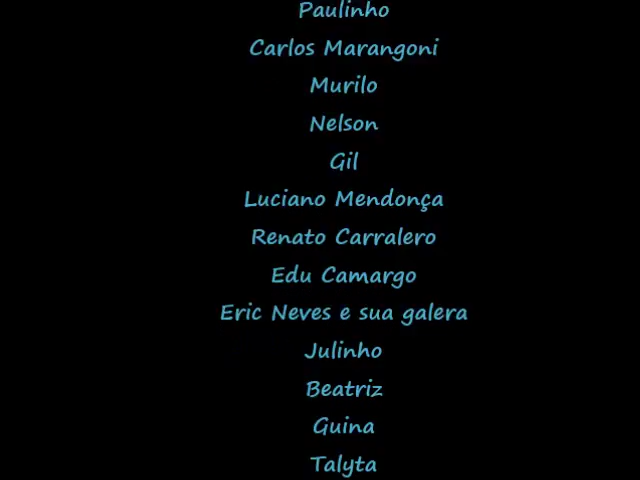 Paulinho
Carlos Marangoni
Murilo
Nelson
Gil
Luciano Mendonça
Renato Carralero
Edu Camargo
Eric Neves e sua galera
Julinho
Beatriz
Guina
Talyta